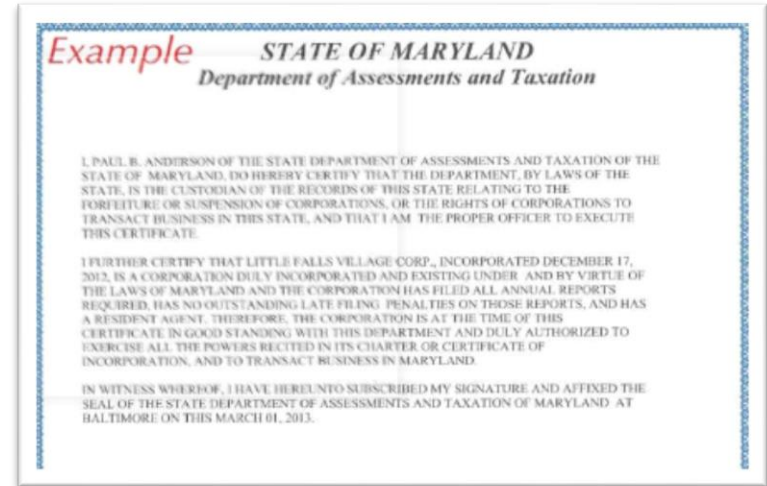 Example
STATE OF MARYLAND
Department of Assessments and Taxation
I, PAUL B. ANDERSON OF THE STATE DEPARTMENT OF ASSESSMENTS AND TAXATION OF THE
STATE OF MARYLAND, DO HEREBY CERTIFY THAT THE DEPARTMENT, BY LAWS OF THE
STATE, IS THE CUSTODIAN OF THE RECORDS OF THIS STATE RELATING TO THE
FORFEITURE OR SUSPENSION OF CORPORATIONS, OR THE RIGHTS OF CORPORATIONS TO
TRANSACT BUSINESS IN THIS STATE, AND THAT I AM THE PROPER OFFICER TO EXECUTE
THIS CERTIFICATE.
I FURTHER CERTIFY THAT LITTLE FALLS VILLAGE CORP., INCORPORATED DECEMBER 17,
2012, IS A CORPORATION DULY INCORPORATED AND EXISTING UNDER AND BY VIRTUE OF
THE LAWS OF MARYLAND AND THE CORPORATION HAS FILED ALL ANNUAL REPORTS
REQUIRED, HAS NO OUTSTANDING LATE FILING PENALTIES ON THOSE REPORTS, AND HAS
A RESIDENT AGENT. THEREFORE, THE CORPORATION IS AT THE TIME OF THIS
CERTIFICATE IN GOOD STANDING WITH THIS DEPARTMENT AND DULY AUTHORIZED TO
EXERCISE ALL THE POWERS RECITED IN ITS CHARTER OR CERTIFICATE OF
INCORPORATION, AND TO TRANSACT BUSINESS IN MARYLAND.
IN WITNESS WHEREOF, I HAVE HEREUNTO SUBSCRIBED MY SIGNATURE AND AFFIXED THE
SEAL OF THE STATE DEPARTMENT OF ASSESSMENTS AND TAXATION OF MARYLAND AT
BALTIMORE ON THIS MARCH 01, 2013.